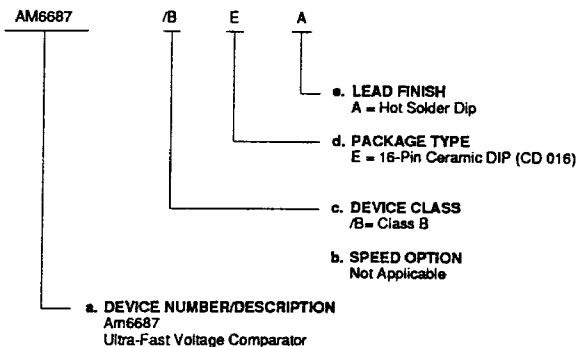 AM6687 /B E A
e. LEAD FINISH
A = Hot Solder Dip
d. PACKAGE TYPE
E = 16-Pin Ceramic DIP (CD 016)
c. DEVICE CLASS
/B= Class B
b. SPEED OPTION
Not Applicable
a. DEVICE NUMBER/DESCRIPTION
Am6687
Ultra-Fast Voltage Comparator